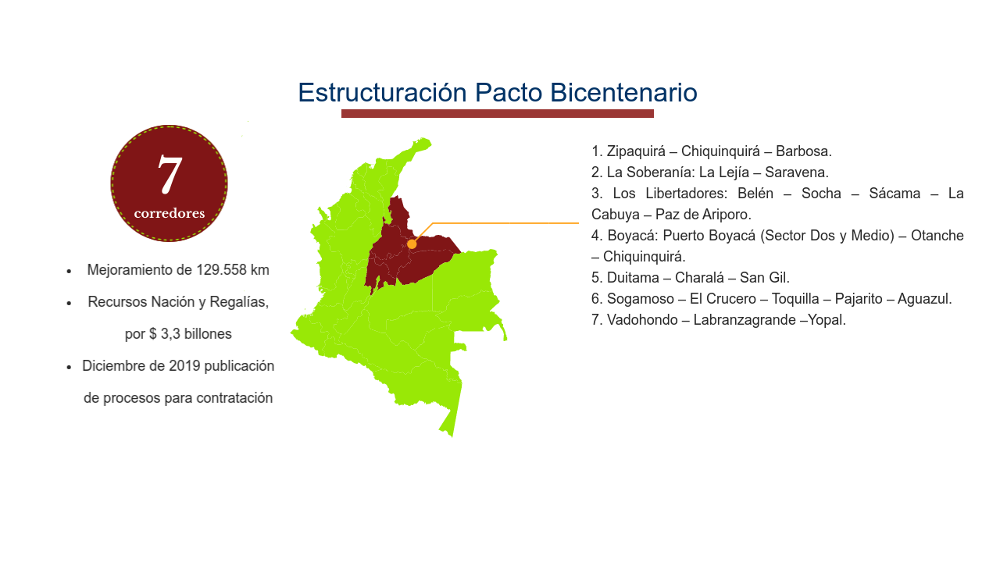 Estructuración Pacto Bicentenario
7
corredores
• Mejoramiento de 129.558 km
• Recursos Nación y Regalías,
por $ 3,3 billones
• Diciembre de 2019 publicación
de procesos para contratación
1. Zipaquirá – Chiquinquirá – Barbosa.
2. La Soberanía: La Lejía – Saravena.
3. Los Libertadores: Belén – Socha – Sácama – La
Cabuya – Paz de Ariporo.
4. Boyacá: Puerto Boyacá (Sector Dos y Medio) – Otanche
– Chiquinquirá.
5. Duitama – Charalá – San Gil.
6. Sogamoso – El Crucero – Toquilla – Pajarito – Aguazul.
7. Vadohondo – Labranzagrande –Yopal.